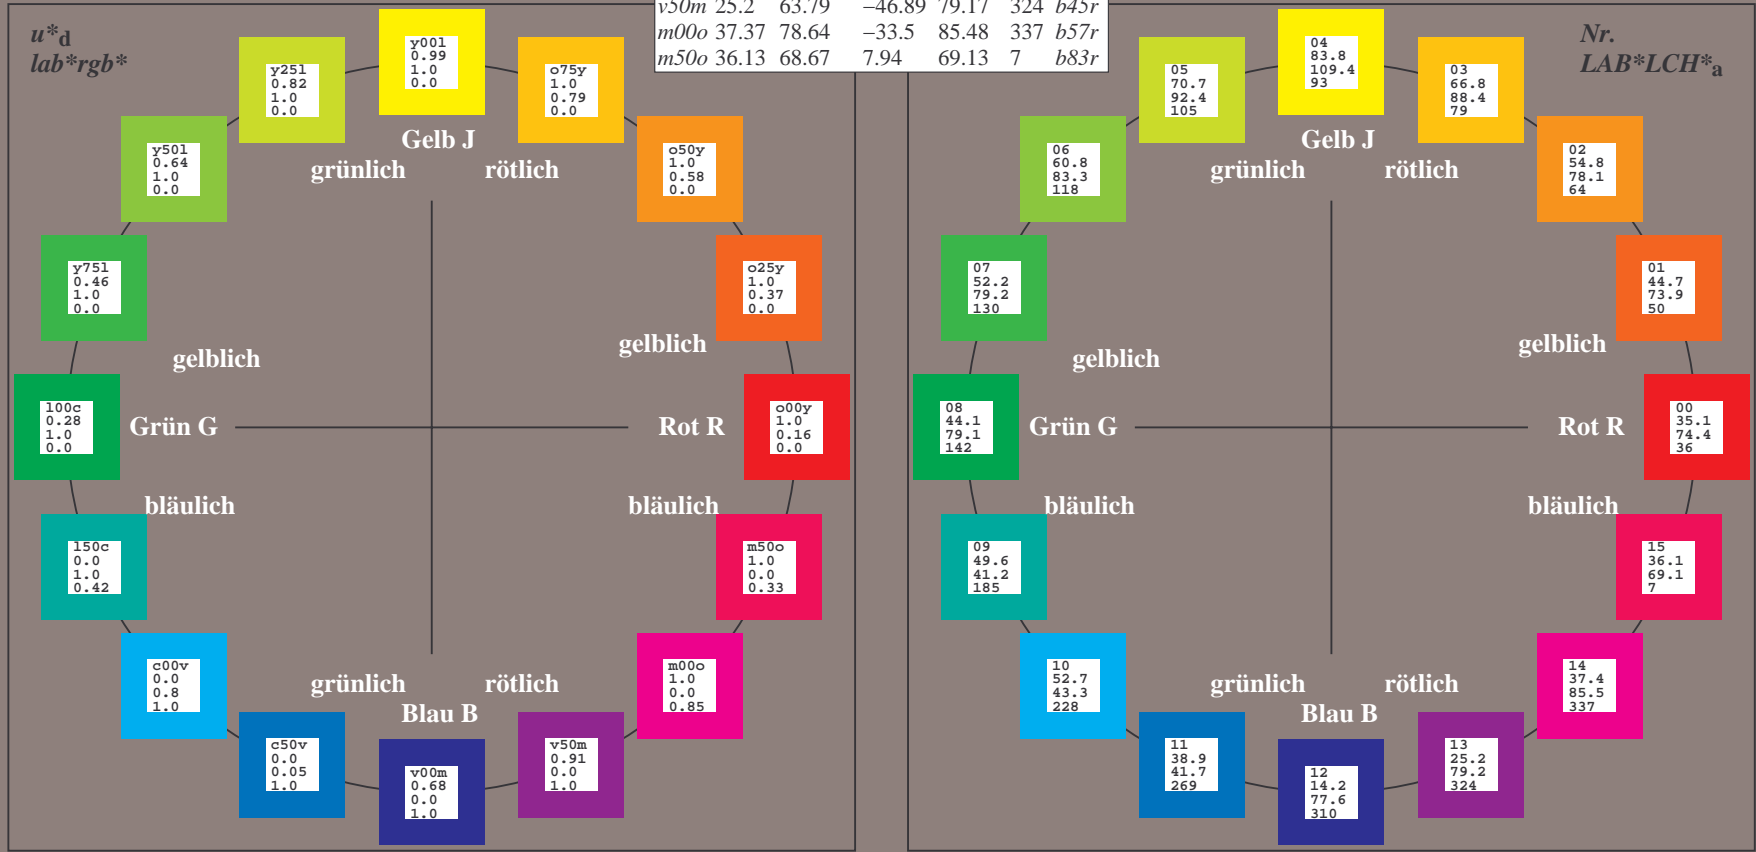 v50m 25.2 63.79 −46.89 79.17 324 b45r
m00o 37.37 78.64 −33.5 85.48 337 b57r
m50o 36.13 68.67 7.94 69.13 7 b83r
u*d
lab*rgb*
y00l
0.99
1.0
0.0
y25l
0.82
1.0
0.0
o75y
1.0
0.79
0.0
Gelb J
grünlich rötlich
y50l
0.64
1.0
0.0
o50y
1.0
0.58
0.0
y75l
0.46
1.0
0.0
o25y
1.0
0.37
0.0
gelblich
gelblich
l00c
0.28
1.0
0.0
Grün G
Rot R
o00y
1.0
0.16
0.0
bläulich
bläulich
l50c
0.0
1.0
0.42
m50o
1.0
0.0
0.33
c00v
0.0
0.8
1.0
m00o
1.0
0.0
0.85
grünlich rötlich
Blau B
c50v
0.0
0.05
1.0
v00m
0.68
0.0
1.0
v50m
0.91
0.0
1.0
Nr.
LAB*LCH*a
04
83.8
109.4
93
05
70.7
92.4
105
03
66.8
88.4
79
Gelb J
grünlich rötlich
06
60.8
83.3
118
02
54.8
78.1
64
07
52.2
79.2
130
01
44.7
73.9
50
gelblich
gelblich
08
44.1
79.1
142
Grün G
Rot R
00
35.1
74.4
36
bläulich
bläulich
09
49.6
41.2
185
15
36.1
69.1
7
10
52.7
43.3
228
14
37.4
85.5
337
grünlich rötlich
Blau B
11
38.9
41.7
269
12
14.2
77.6
310
13
25.2
79.2
324